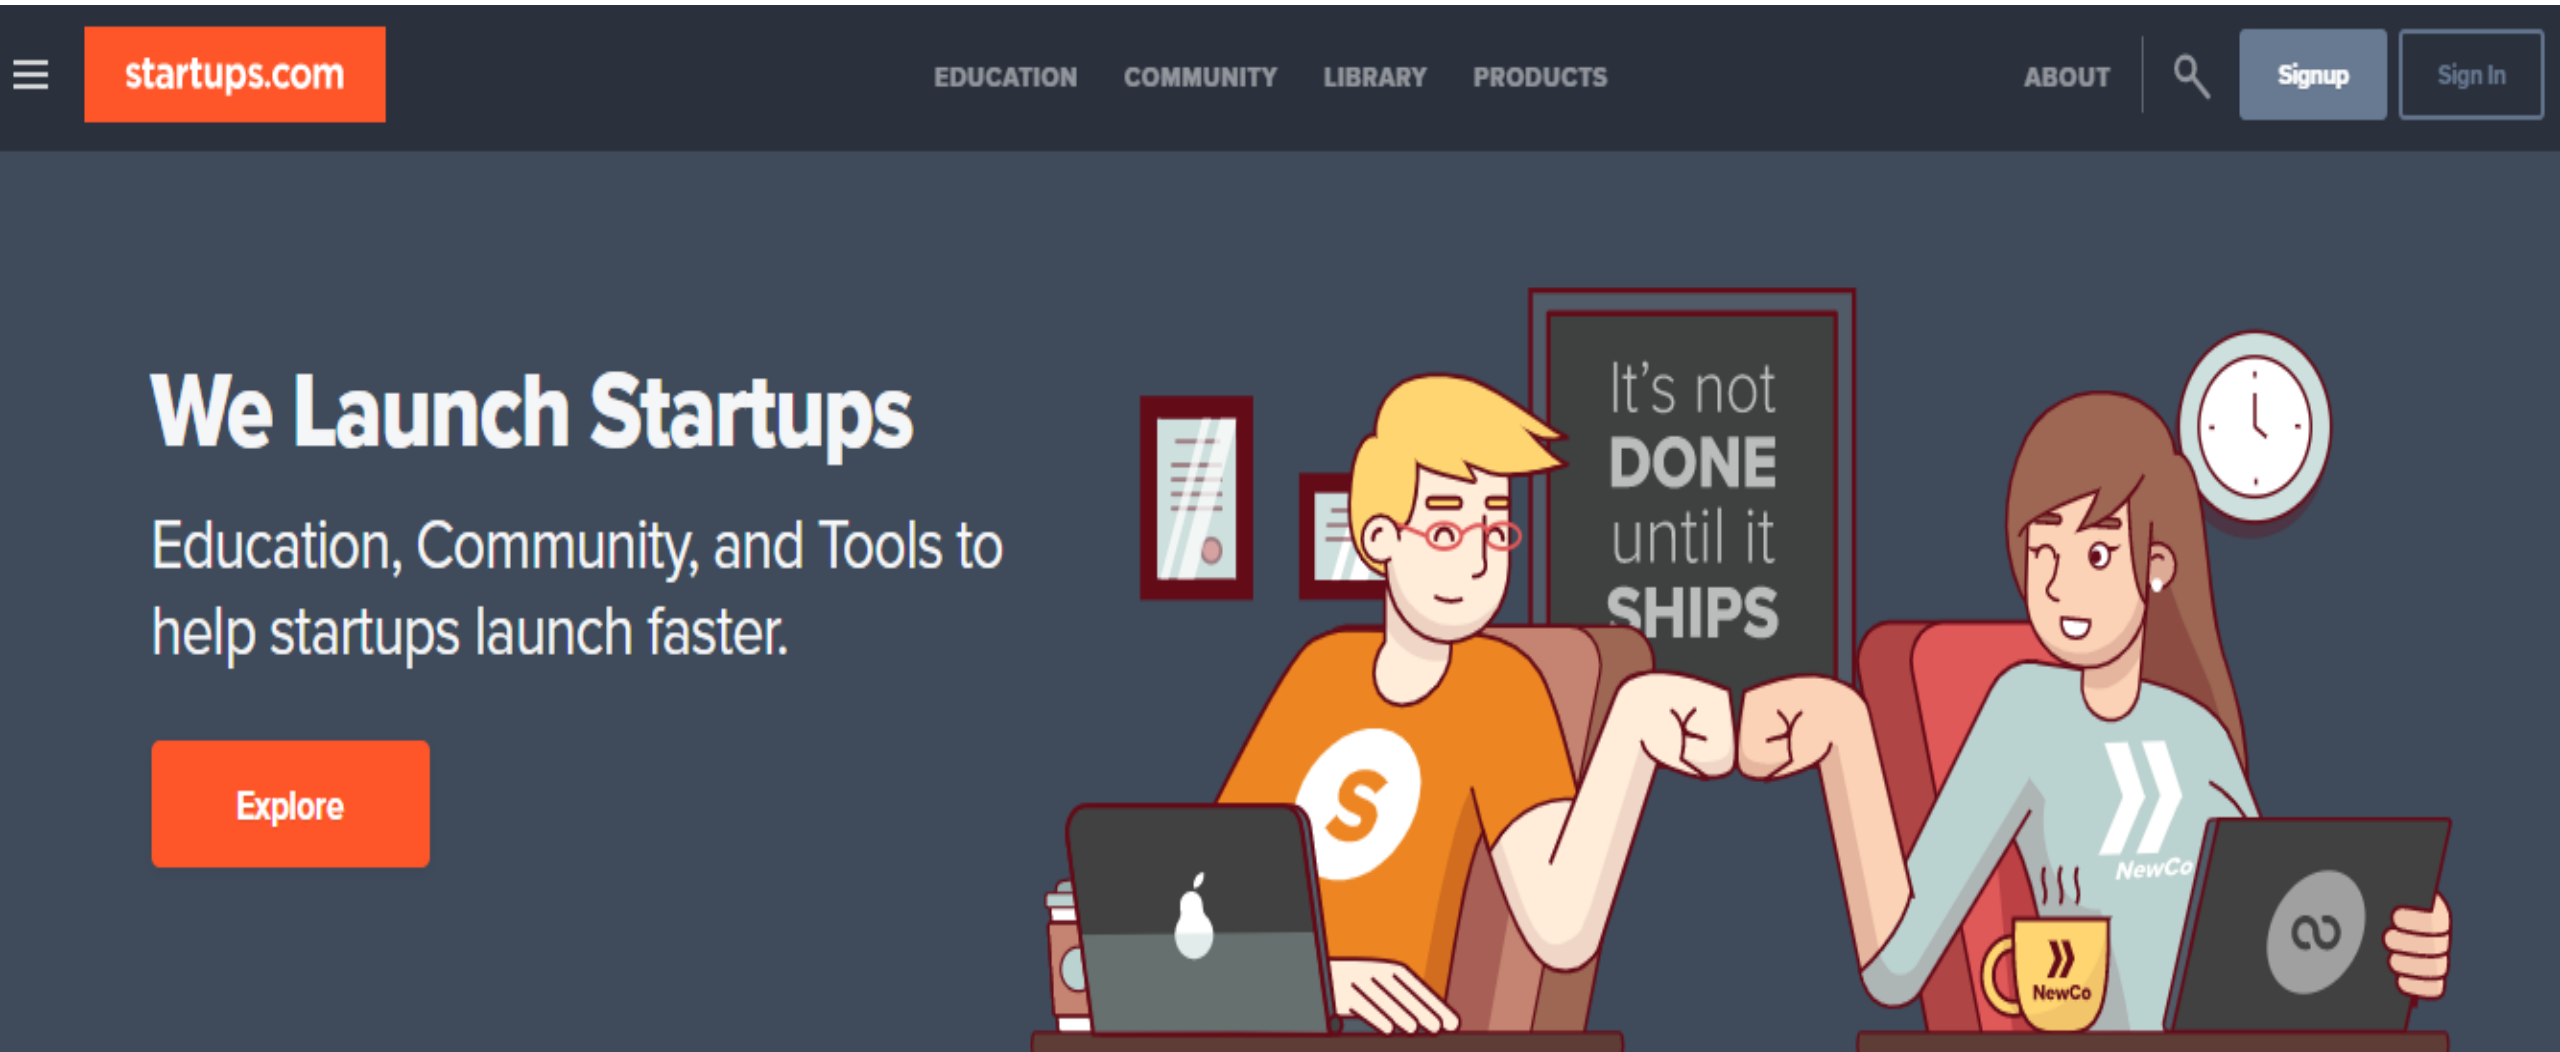 startups.com
EDUCATION COMMUNITY LIBRARY PRODUCTS
ABOUT
Signup
Sign In
We Launch Startups
Education, Community, and Tools to
help startups launch faster.
Explore
It's not
DONE
until it
SHIPS
S
NewCo
NewCo